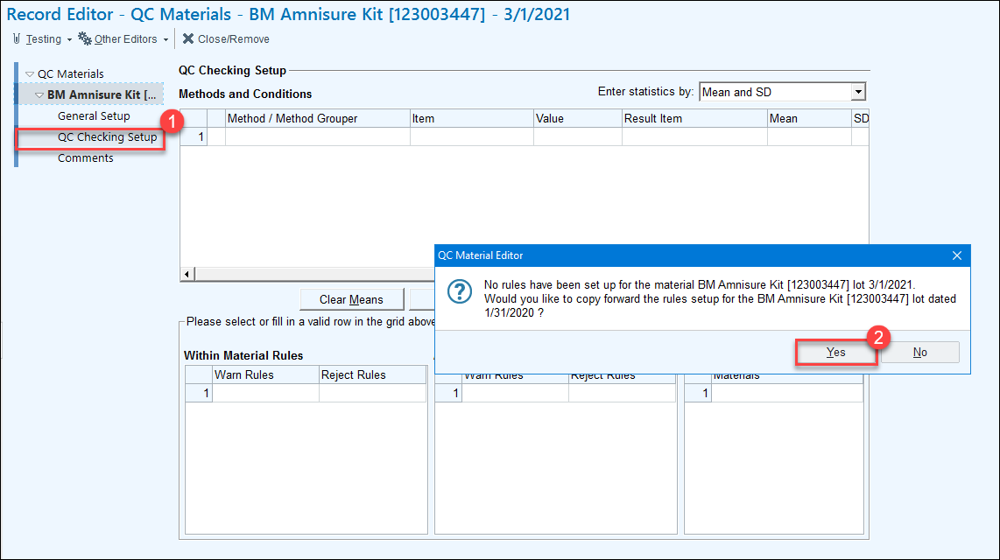 Record Editor - QC Materials - BM Amnisure Kit [123003447] - 3/1/2021
Testing Other Editors Close/Remove
QC Materials
BM Amnisure Kit [...
General Setup
1
QC Checking Setup
Comments
QC Checking Setup
Methods and Conditions
Enter statistics by: Mean and SD
Method / Method Grouper Item Value Result Item Mean SD
1
Clear Means
Please select or fill in a valid row in the grid above
QC Material Editor
No rules have been set up for the material BM Amnisure Kit [123003447] lot 3/1/2021.
Would you like to copy forward the rules setup for the BM Amnisure Kit [123003447] lot dated
1/31/2020 ?
2
Yes No
Within Material Rules
Warn Rules Reject Rules
1
Warn Rules Reject Rules
1
Materials
1